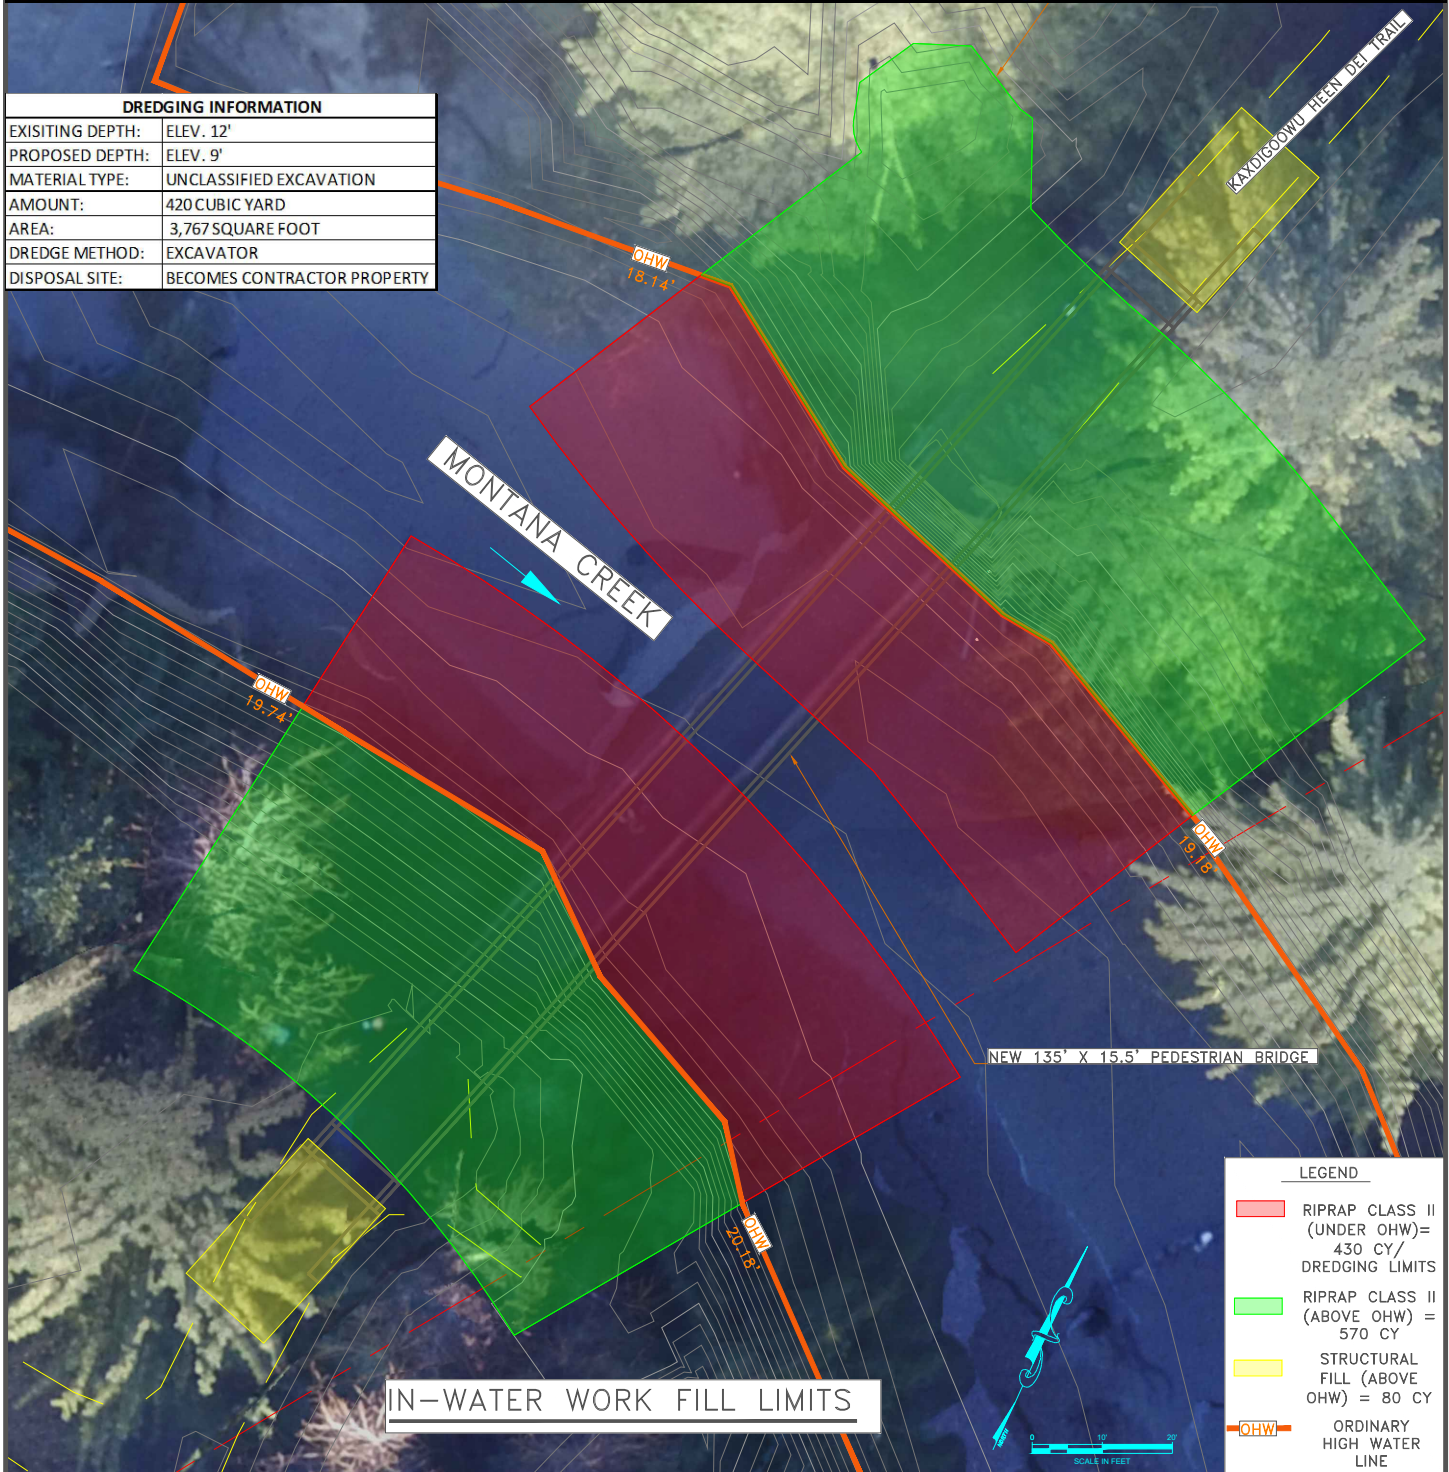 KAXDIGOOWU HEEN DEI TRAIL
DREDGING INFORMATION
EXISITING DEPTH: ELEV. 12'
PROPOSED DEPTH: ELEV. 9'
MATERIAL TYPE: UNCLASSIFIED EXCAVATION
AMOUNT: 420 CUBIC YARD
AREA: 3,767 SQUARE FOOT
DREDGE METHOD: EXCAVATOR
DISPOSAL SITE: BECOMES CONTRACTOR PROPERTY
OHW
18.14'
MONTANA CREEK
OHW
19.74'
OHW
19.18'
NEW 135' X 15.5' PEDESTRIAN BRIDGE
OHW
20.18'
LEGEND
RIPRAP CLASS II
(UNDER OHW)=
430 CY/
DREDGING LIMITS
RIPRAP CLASS II
(ABOVE OHW) =
570 CY
STRUCTURAL
FILL (ABOVE
OHW) = 80 CY
OHW
ORDINARY
HIGH WATER
LINE
IN-WATER WORK FILL LIMITS
NORTH
0 10' 20'
SCALE IN FEET